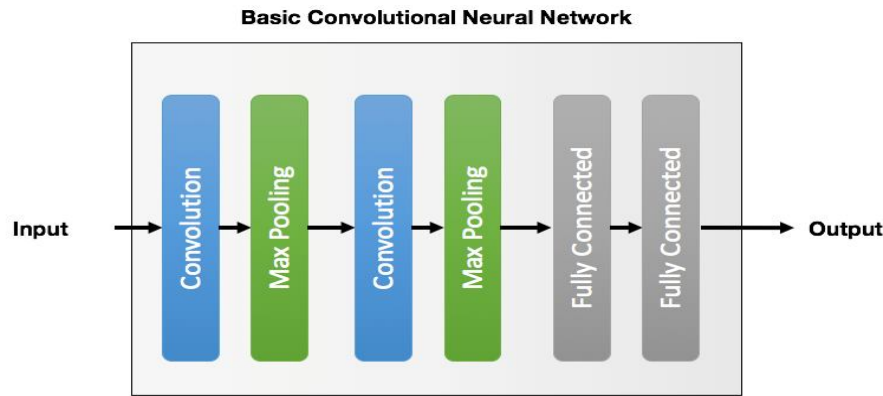 Basic Convolutional Neural Network
Input
Convolution
Max Pooling
Convolution
Max Pooling
Fully Connected
Fully Connected
Output